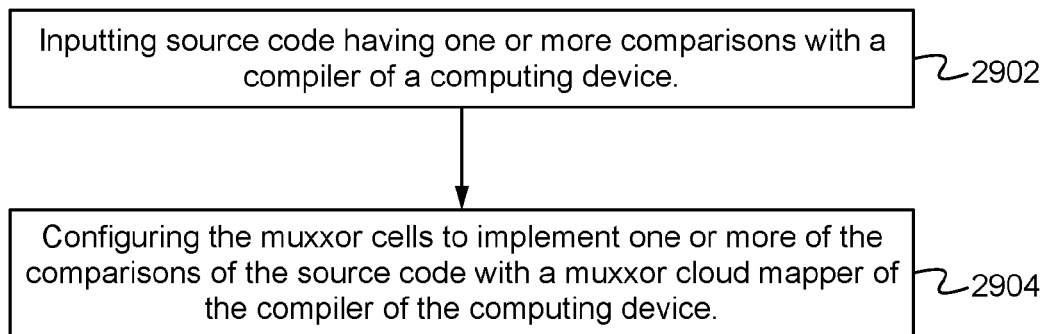 Inputting source code having one or more comparisons with a
compiler of a computing device.
2902
Configuring the muxxor cells to implement one or more of the
comparisons of the source code with a muxxor cloud mapper of
the compiler of the computing device.
2904